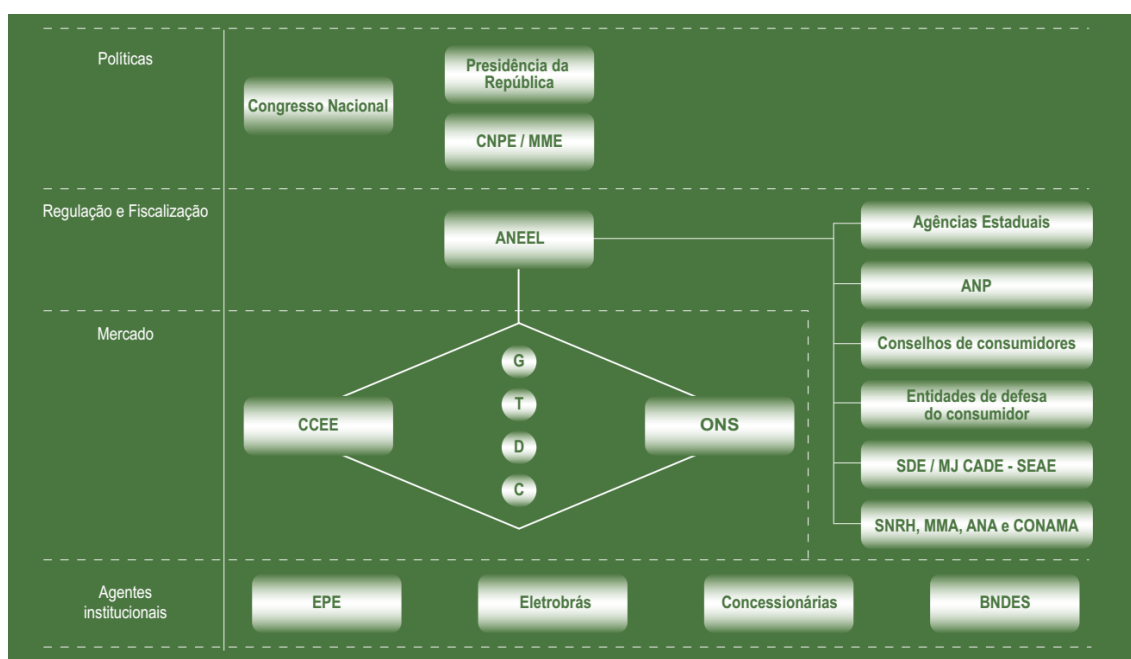 Políticas
Congresso Nacional
Presidência da
República
CNPE / MME
Regulação e Fiscalização
ANEEL
Agências Estaduais
ANP
Conselhos de consumidores
Entidades de defesa
do consumidor
SDE / MJ CADE - SEAE
SNRH, MMA, ANA e CONAMA
Mercado
CCEE
G
T
D
C
ONS
Agentes
institucionais
EPE
Eletrobrás
Concessionárias
BNDES